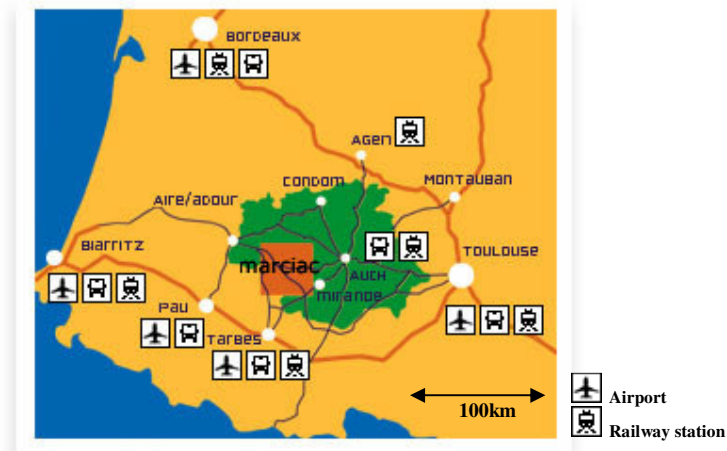 BORDEAUX
AGEN
CONDOM
MONTAUBAN
AIRE/ADOUR
BIARRITZ
TOULOUSE
marciac
AUCH
MIRANDE
PAU
TARBES
100km
Airport
Railway station